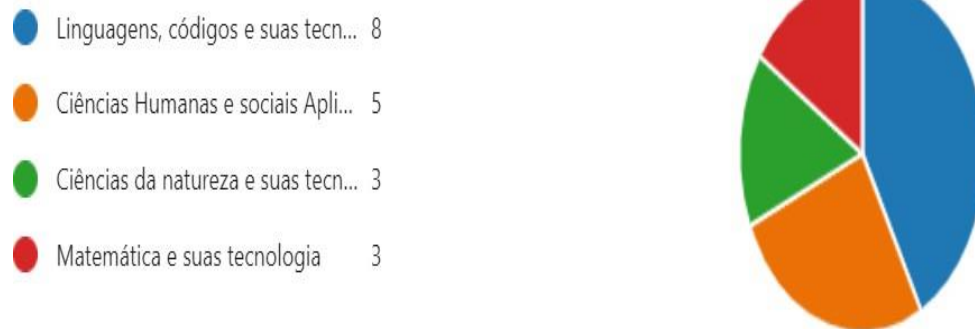 Linguagens, códigos e suas tecn... 8
Ciências Humanas e sociais Apli... 5
Ciências da natureza e suas tecn... 3
Matemática e suas tecnologia 3